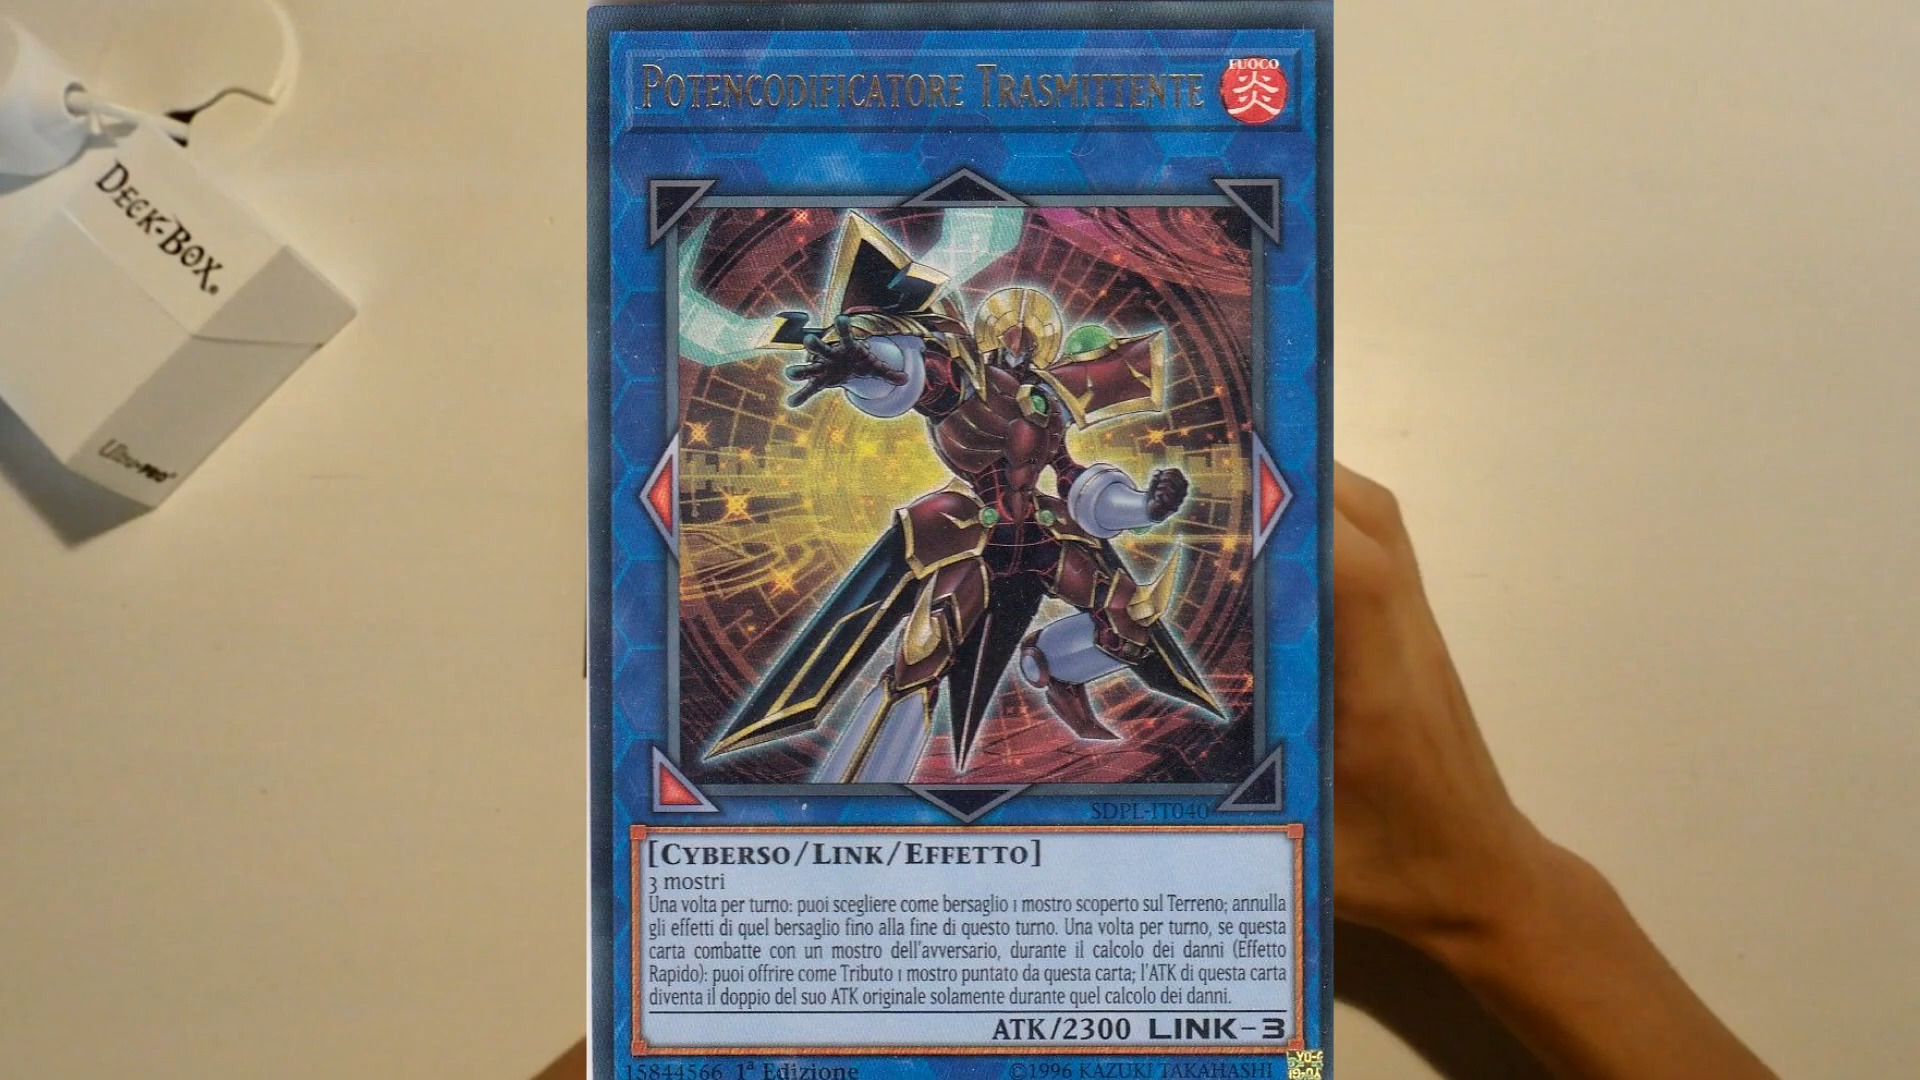 DECK-BOX.
Ultra•PRO
POTENCODIFICATORE TRASMITTENTE
FUOCO
炎
SDPL-IT040
[CYBERSO/LINK/EFFETTO]
3 mostri
Una volta per turno: puoi scegliere come bersaglio 1 mostro scoperto sul Terreno; annulla
gli effetti di quel bersaglio fino alla fine di questo turno. Una volta per turno, se questa
carta combatte con un mostro dell'avversario, durante il calcolo dei danni (Effetto
Rapido): puoi offrire come Tributo 1 mostro puntato da questa carta; l'ATK di questa carta
diventa il doppio del suo ATK originale solamente durante quel calcolo dei danni.
ATK/2300 LINK-3
15844566 1ª Edizione
©1996 KAZUKI TAKAHASHI